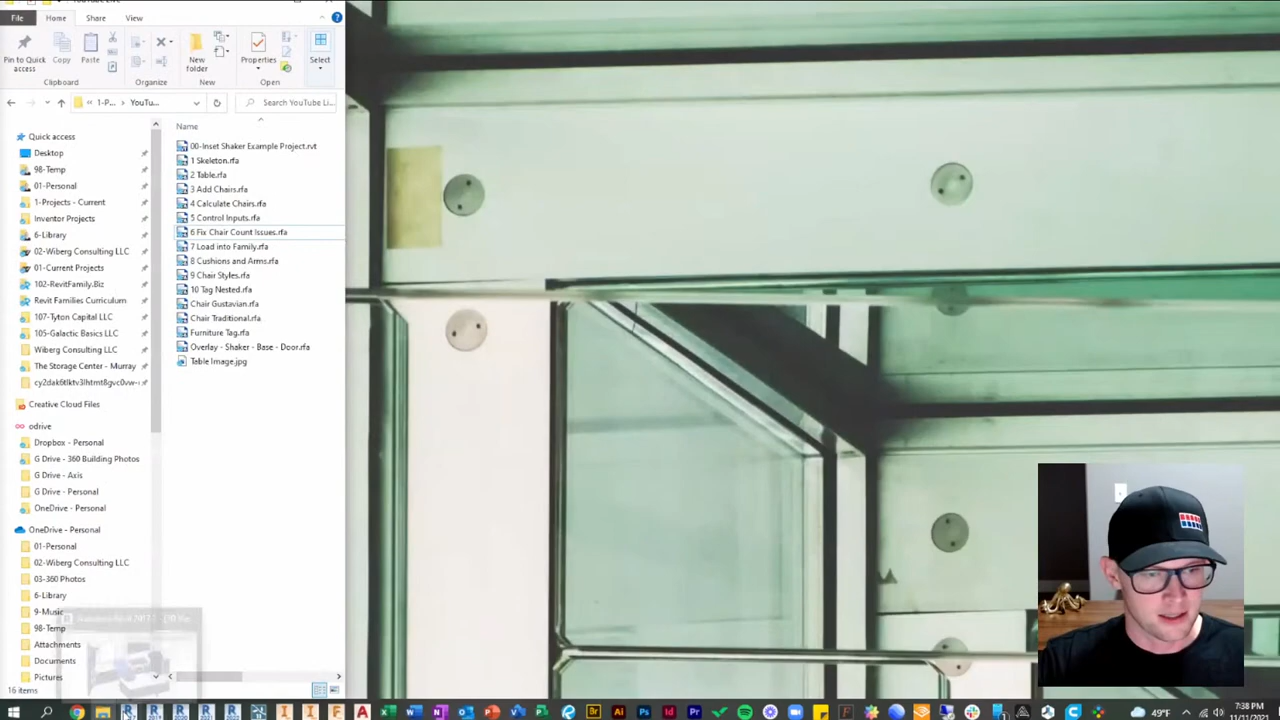 File
Home
Share
View
Pin to Quick access
Copy
Paste
New folder
Properties
Select
Clipboard
Organize
New
Open
1-P...
YouTu...
Search YouTube Li...
Name
Quick access
Desktop
98-Temp
01-Personal
1-Projects - Current
Inventor Projects
6-Library
02-Wiberg Consulting LLC
01-Current Projects
102-RevitFamily.Biz
Revit Families Curriculum
107-Tyton Capital LLC
105-Galactic Basics LLC
Wiberg Consulting LLC
The Storage Center - Murray
Creative Cloud Files
odrive
Dropbox - Personal
G Drive - 360 Building Photos
G Drive - Axis
G Drive - Personal
OneDrive - Personal
OneDrive - Personal
01-Personal
02-Wiberg Consulting LLC
03-360 Photos
6-Library
9-Music
98-Temp
Attachments
Documents
Pictures
00-Inset Shaker Example Project.rvt
1 Skeleton.rfa
2 Table.rfa
3 Add Chairs.rfa
4 Calculate Chairs.rfa
5 Control Inputs.rfa
6 Fix Chair Count Issues.rfa
7 Load into Family.rfa
8 Cushions and Arms.rfa
9 Chair Styles.rfa
10 Tag Nested.rfa
Chair Gustavian.rfa
Chair Traditional.rfa
Furniture Tag.rfa
Overlay - Shaker - Base - Door.rfa
Table Image.jpg
16 items
49°F
7:38 PM